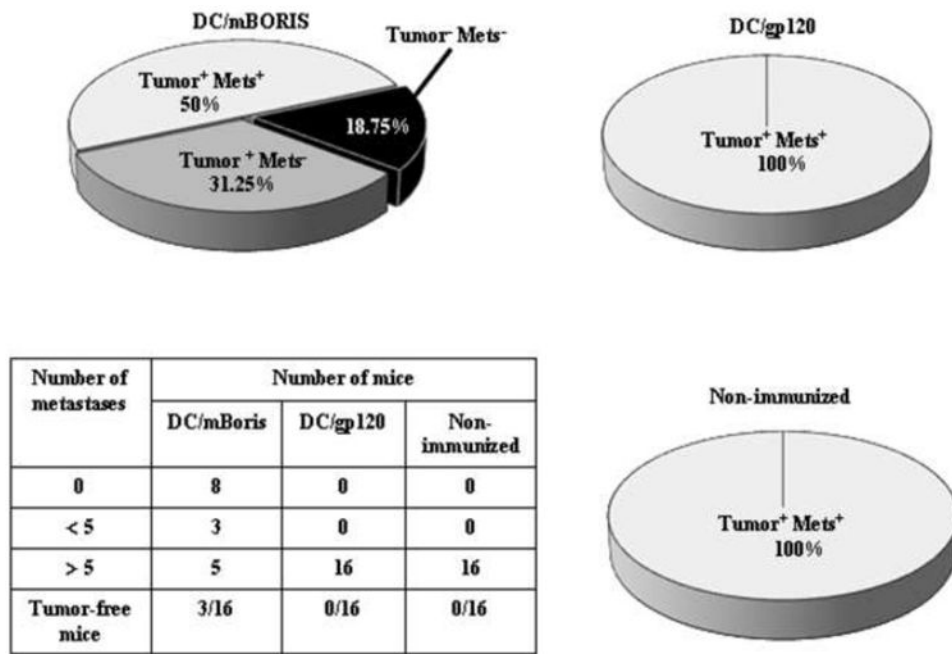 DC/mBORIS
Tumor⁻ Mets⁻
Tumor⁺ Mets⁺
50%
18.75%
Tumor ⁺ Mets⁻
31.25%
DC/gp120
Tumor⁺ Mets⁺
100%
Number of metastases
Number of mice
DC/mBoris
DC/gp120
Non-immunized
0
8
0
0
< 5
3
0
0
> 5
5
16
16
Tumor-free mice
3/16
0/16
0/16
Non-immunized
Tumor⁺ Mets⁺
100%